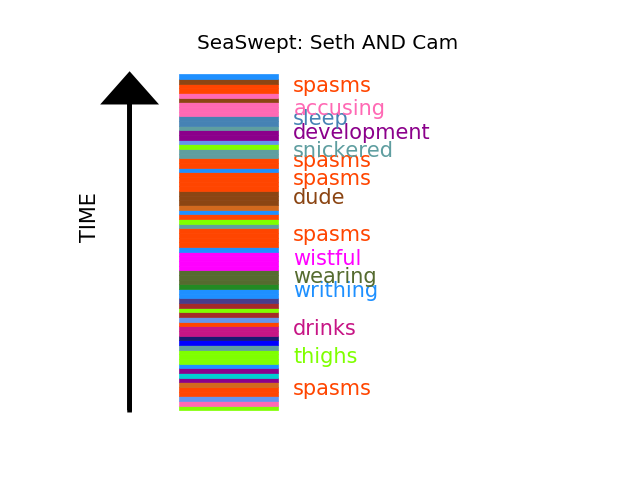 SeaSwept: Seth AND Cam
TIME
spasms
accusing
sleep
development
snickered
spasms
spasms
dude
spasms
wistful
wearing
writhing
drinks
thighs
spasms